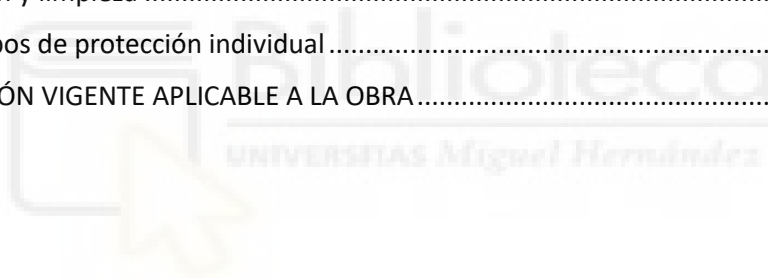 y limpieza ..........................................................................................
pos de protección individual ................................................................
ÓN VIGENTE APLICABLE A LA OBRA ....................................................
Biblioteca
UNIVERSITAS Miguel Hernández